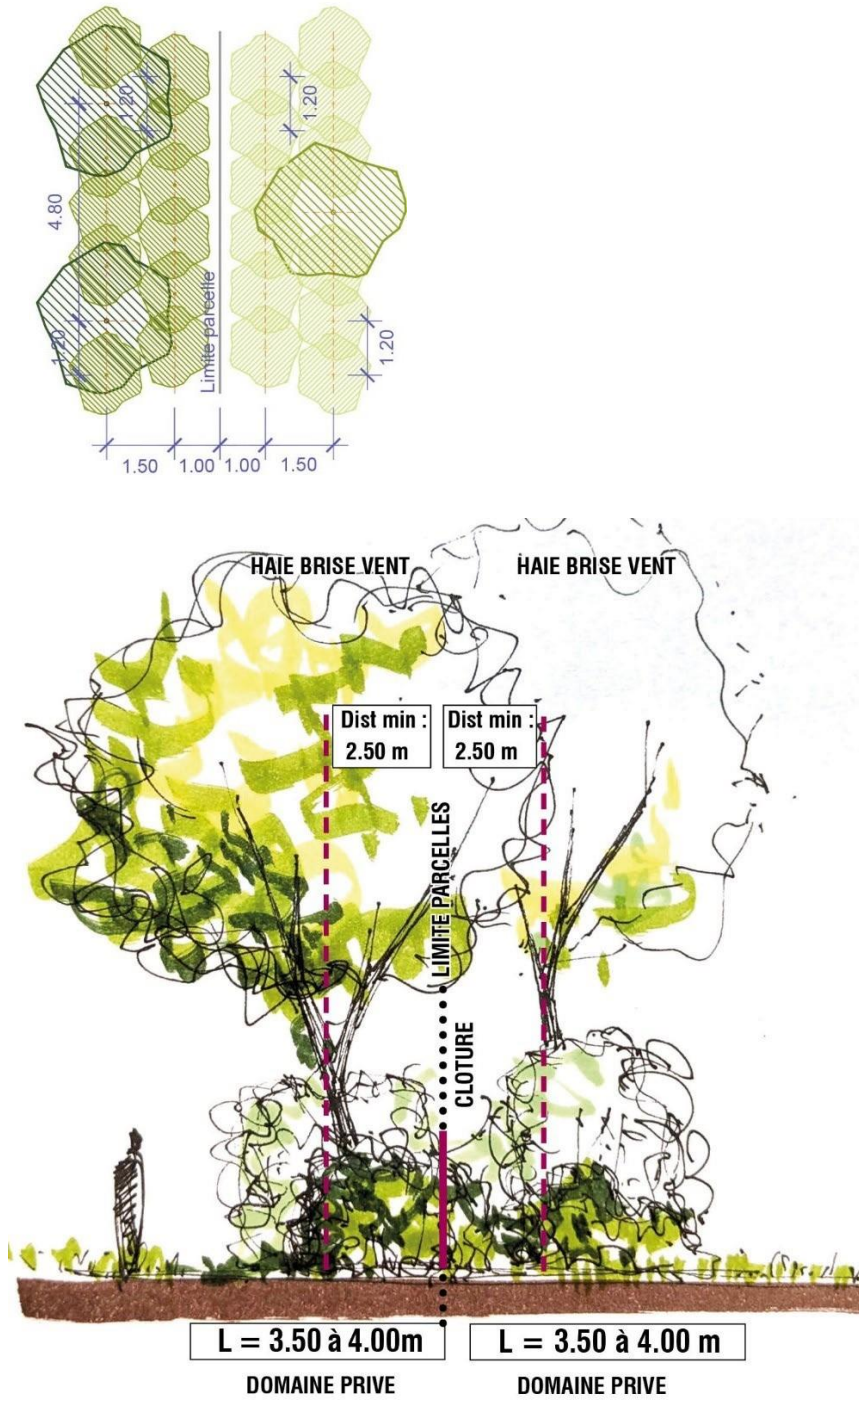 1.20
1.20
4.80
Limite parcelle
1.20
1.20
1.50
1.00
1.00
1.50
HAIE BRISE VENT
HAIE BRISE VENT
Dist min :
2.50 m
Dist min :
2.50 m
LIMITE PARCELLES
CLOTURE
L = 3.50 à 4.00m
L = 3.50 à 4.00 m
DOMAINE PRIVE
DOMAINE PRIVE